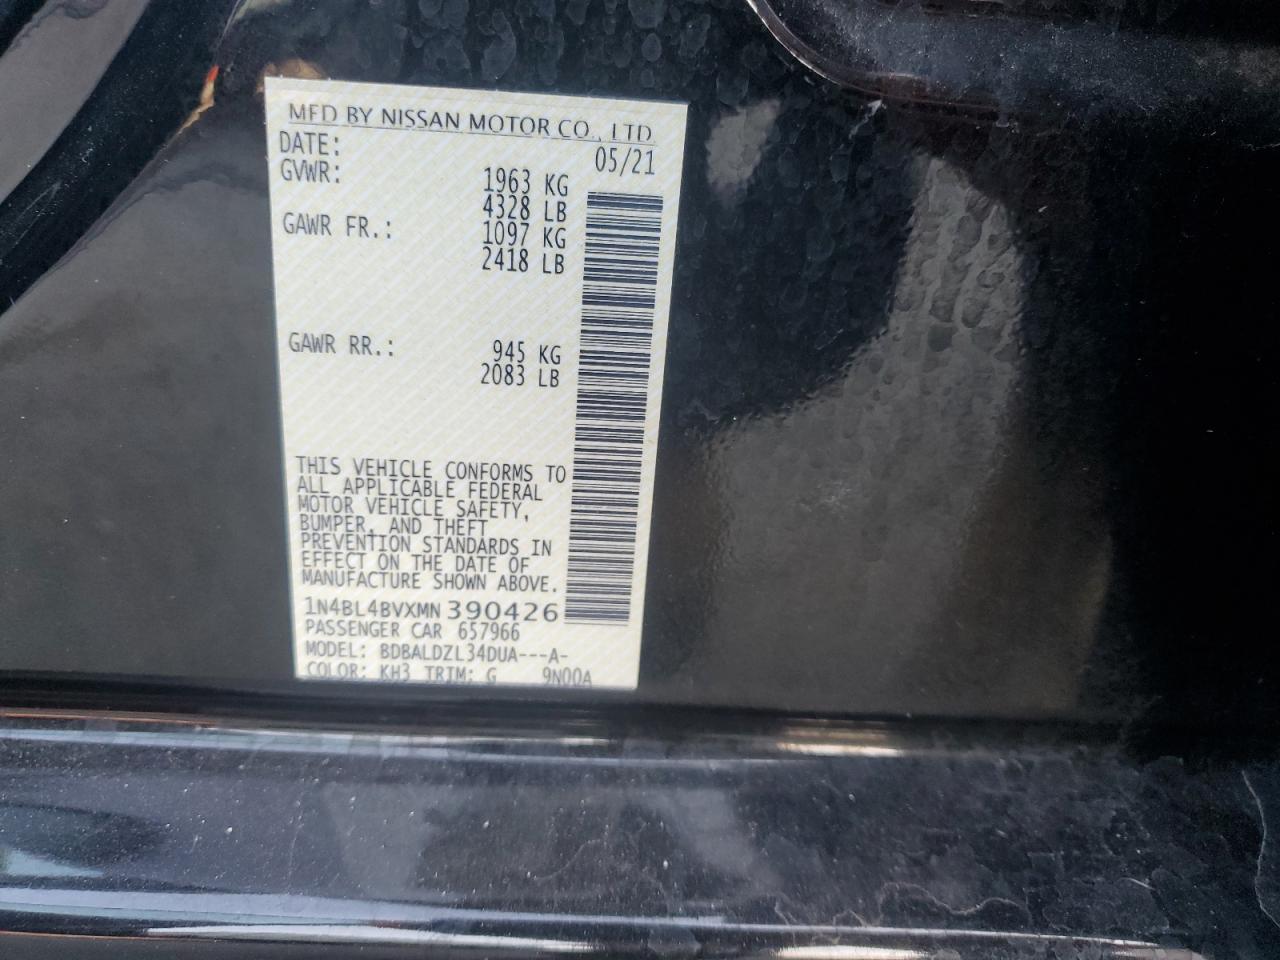 MFD BY NISSAN MOTOR CO., LTD
DATE: 05/21
GVWR: 1963 KG
4328 LB
GAWR FR.: 1097 KG
2418 LB
GAWR RR.: 945 KG
2083 LB
THIS VEHICLE CONFORMS TO
ALL APPLICABLE FEDERAL
MOTOR VEHICLE SAFETY,
BUMPER, AND THEFT
PREVENTION STANDARDS IN
EFFECT ON THE DATE OF
MANUFACTURE SHOWN ABOVE.
1N4BL4BVXMN390426
PASSENGER CAR 657966
MODEL: BDBALDZL34DUA---A-
COLOR: KH3 TRIM: G 9N00A